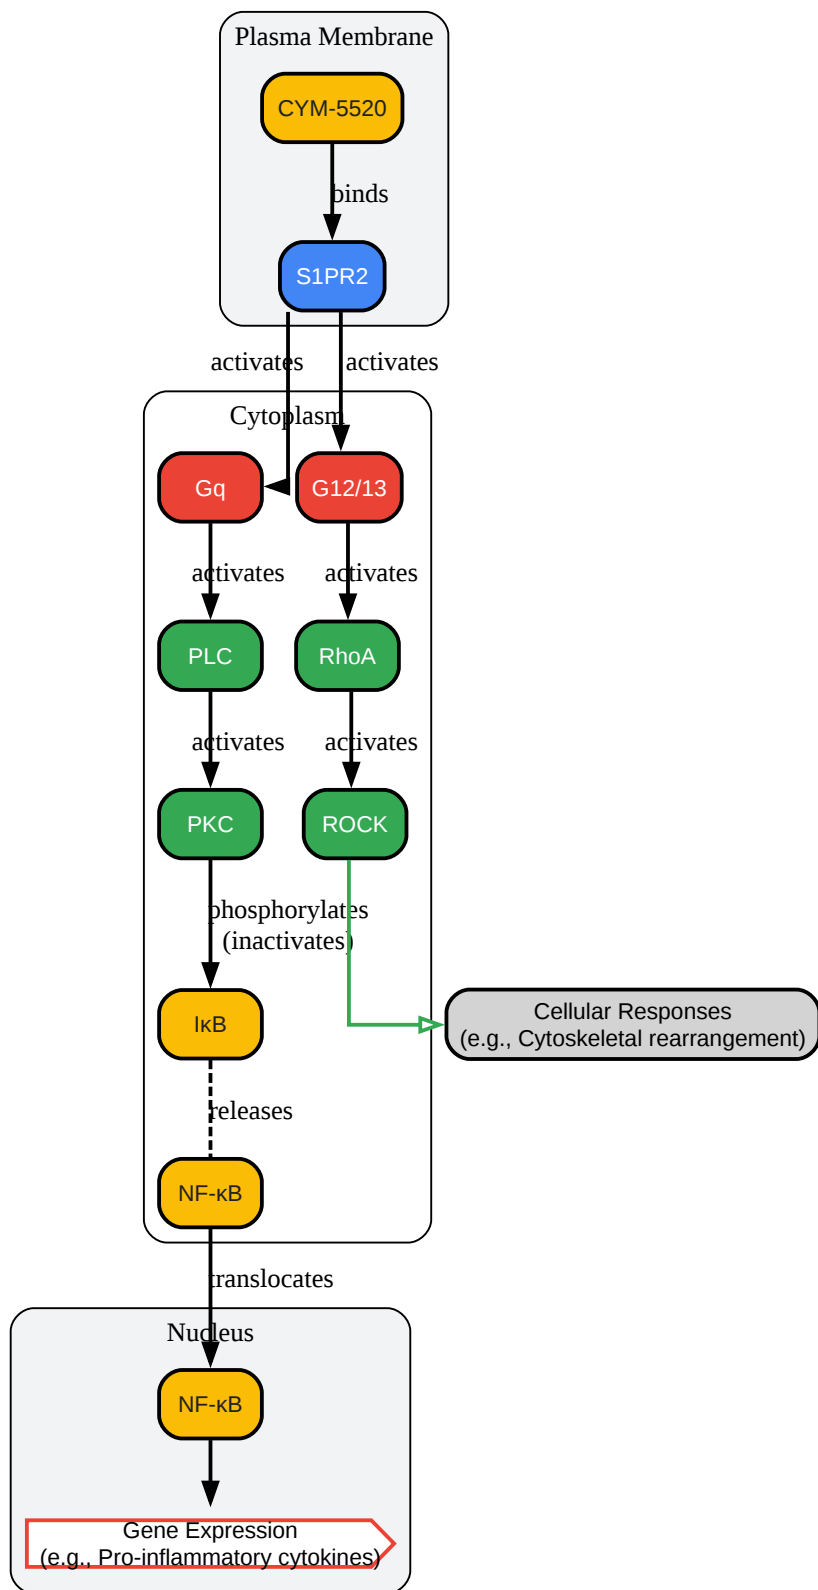 Plasma Membrane
CYM-5520
binds
S1PR2
activates
activates
Cytoplasm
Gq
G12/13
activates
activates
PLC
RhoA
activates
activates
PKC
ROCK
phosphorylates
(inactivates)
IκB
Cellular Responses
(e.g., Cytoskeletal rearrangement)
releases
NF-κB
translocates
Nucleus
NF-κB
Gene Expression
(e.g., Pro-inflammatory cytokines)